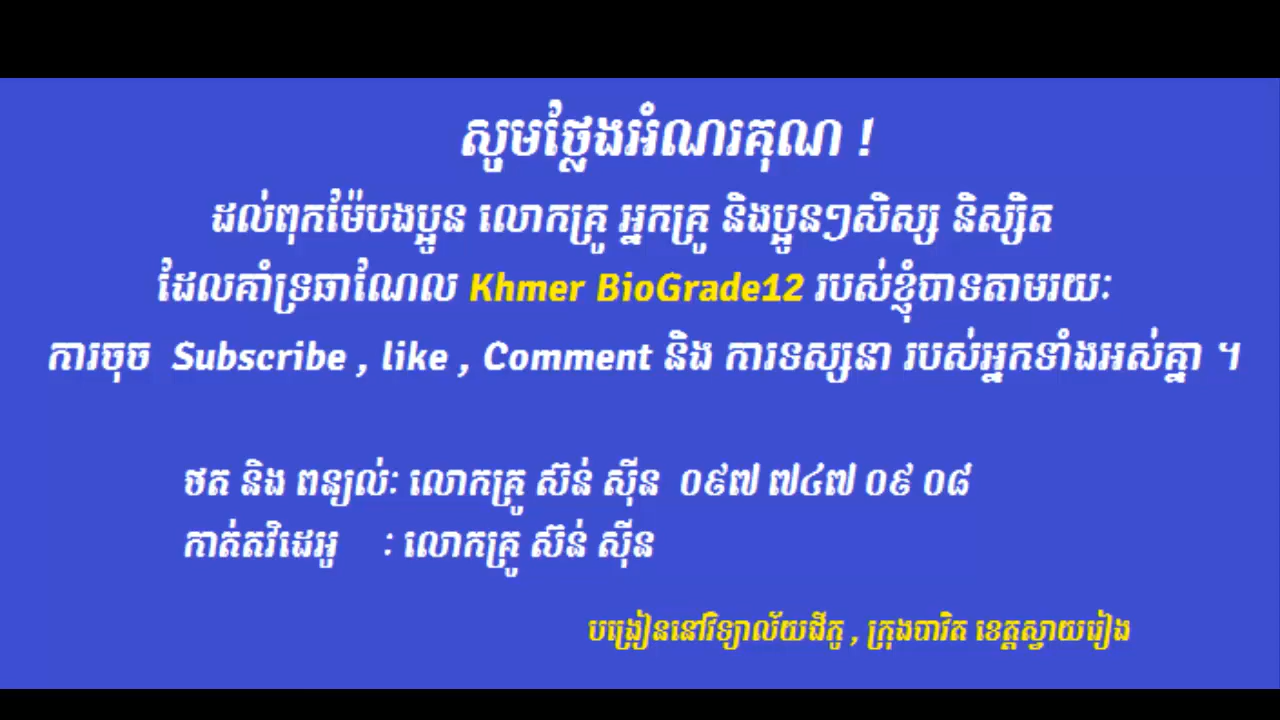 សូមថ្លែងអំណរគុណ !
ដល់ពុកម៉ែបងប្អូន លោកគ្រូ អ្នកគ្រូ និងប្អូនៗសិស្ស និស្សិត
ដែលគាំទ្រឆាណែល Khmer BioGrade12 របស់ខ្ញុំបាទតាមរយៈ
ការចុច Subscribe , like , Comment និង ការទស្សនា របស់អ្នកទាំងអស់គ្នា ។
ថត និង ពន្យល់ៈ លោកគ្រូ ស៊ន់ ស៊ីន ០៩៧ ៧៤៧ ០៩ ០៨
កាត់តវិដេអូ ៈ លោកគ្រូ ស៊ន់ ស៊ីន
បង្រៀននៅវិទ្យាល័យឌីកូ , ក្រុងបាវិត ខេត្តស្វាយរៀង